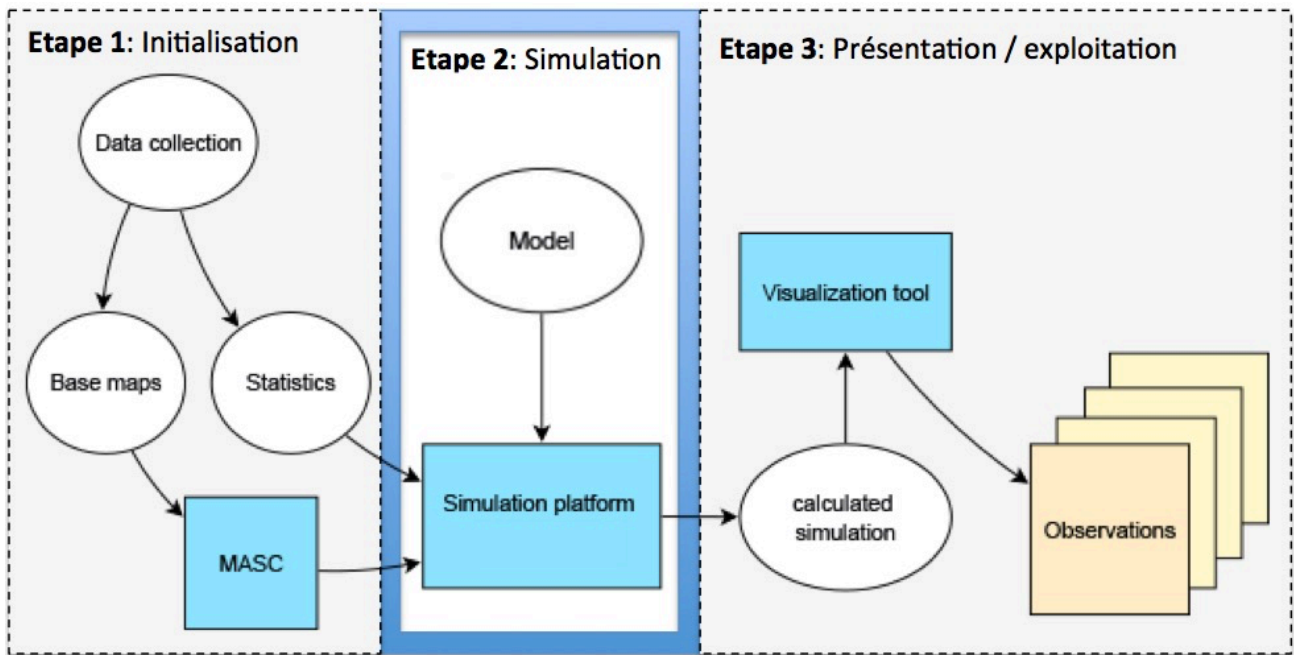 Etape 1: Initialisation
Data collection
Base maps
Statistics
MASC
Etape 2: Simulation
Model
Simulation platform
Etape 3: Présentation / exploitation
Visualization tool
calculated
simulation
Observations